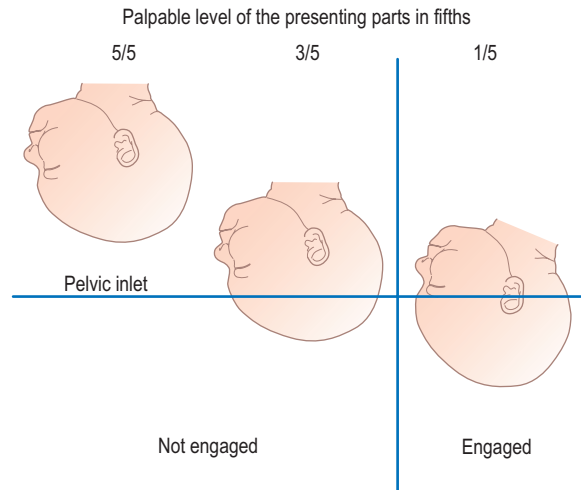 Palpable level of the presenting parts in fifths
5/5 3/5 1/5
Pelvic inlet
Not engaged Engaged